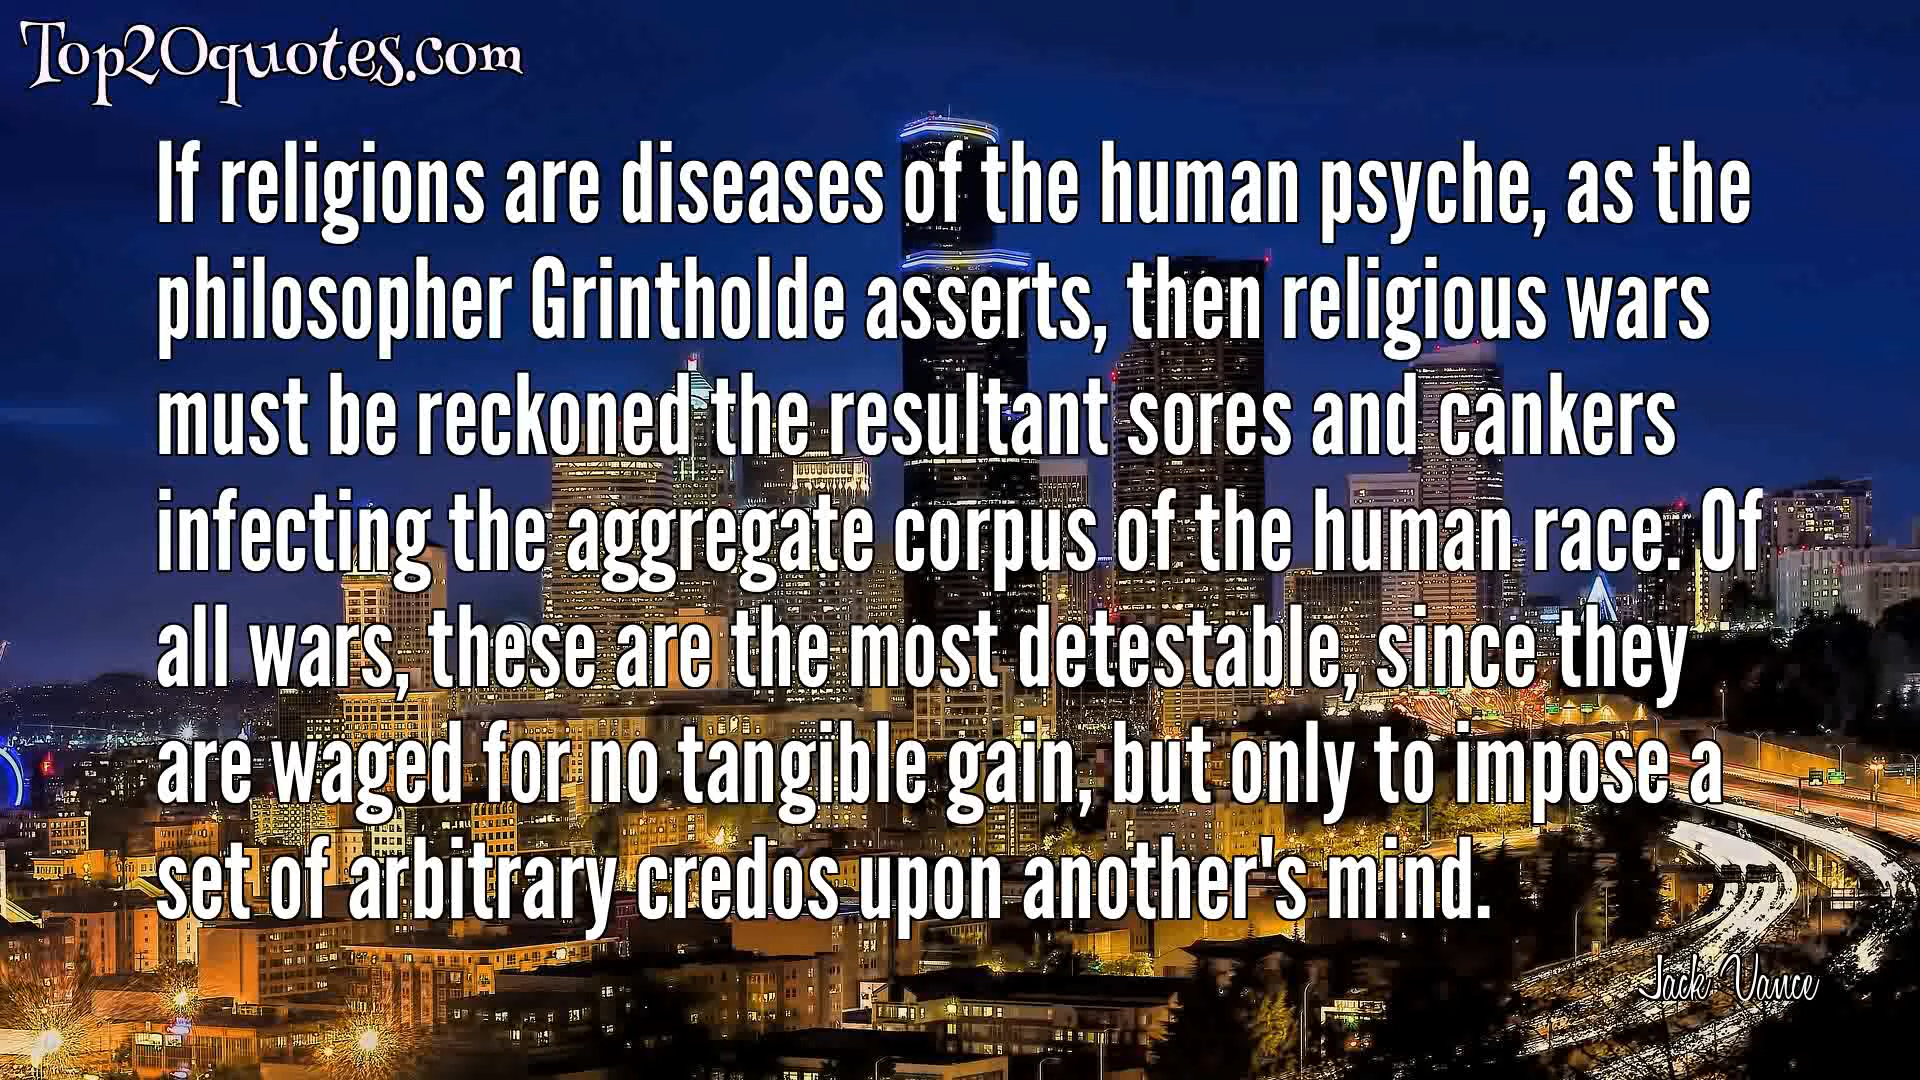 Top20quotes.com
If religions are diseases of the human psyche, as the
philosopher Grintholde asserts, then religious wars
must be reckoned the resultant sores and cankers
infecting the aggregate corpus of the human race. Of
all wars, these are the most detestable, since they
are waged for no tangible gain, but only to impose a
set of arbitrary credos upon another's mind.
Jack Vance